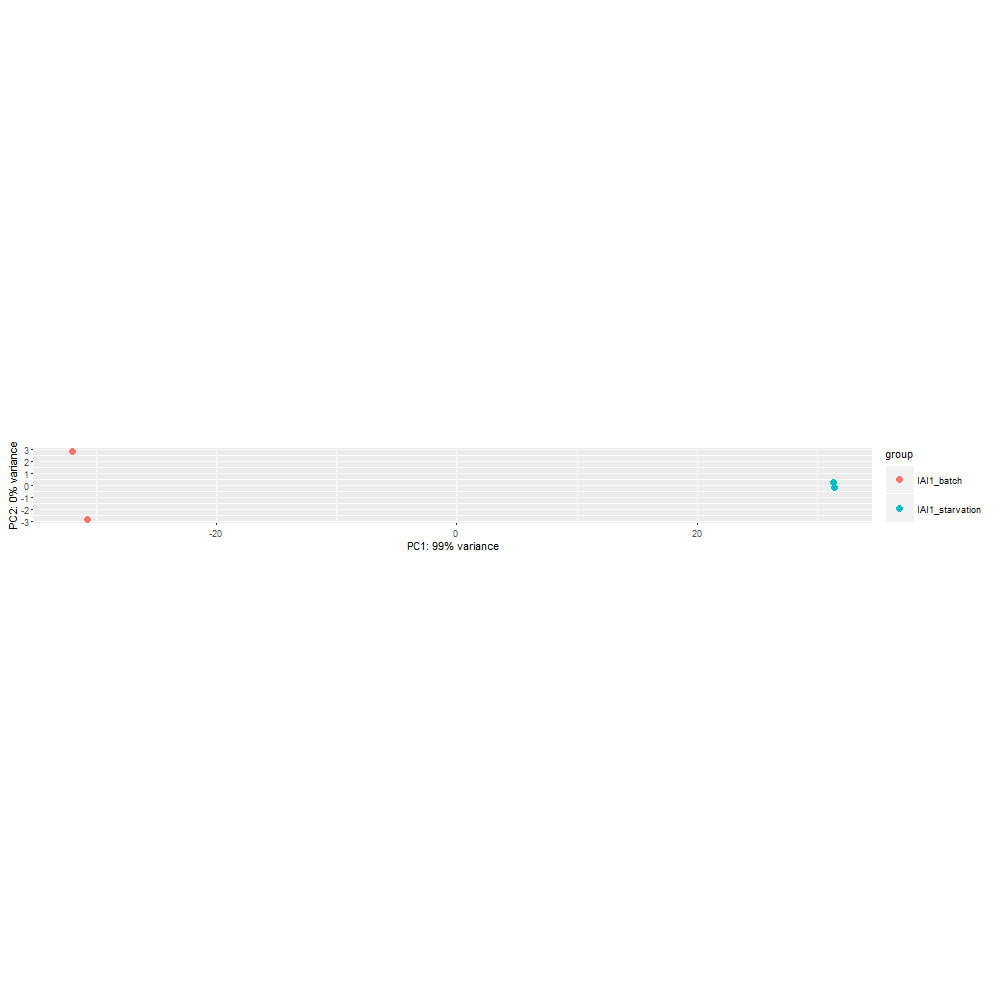 PC2: 0% variance
3
2
1
0
-1
-2
-3
-20
0
20
PC1: 99% variance
group
IAI1_batch
IAI1_starvation